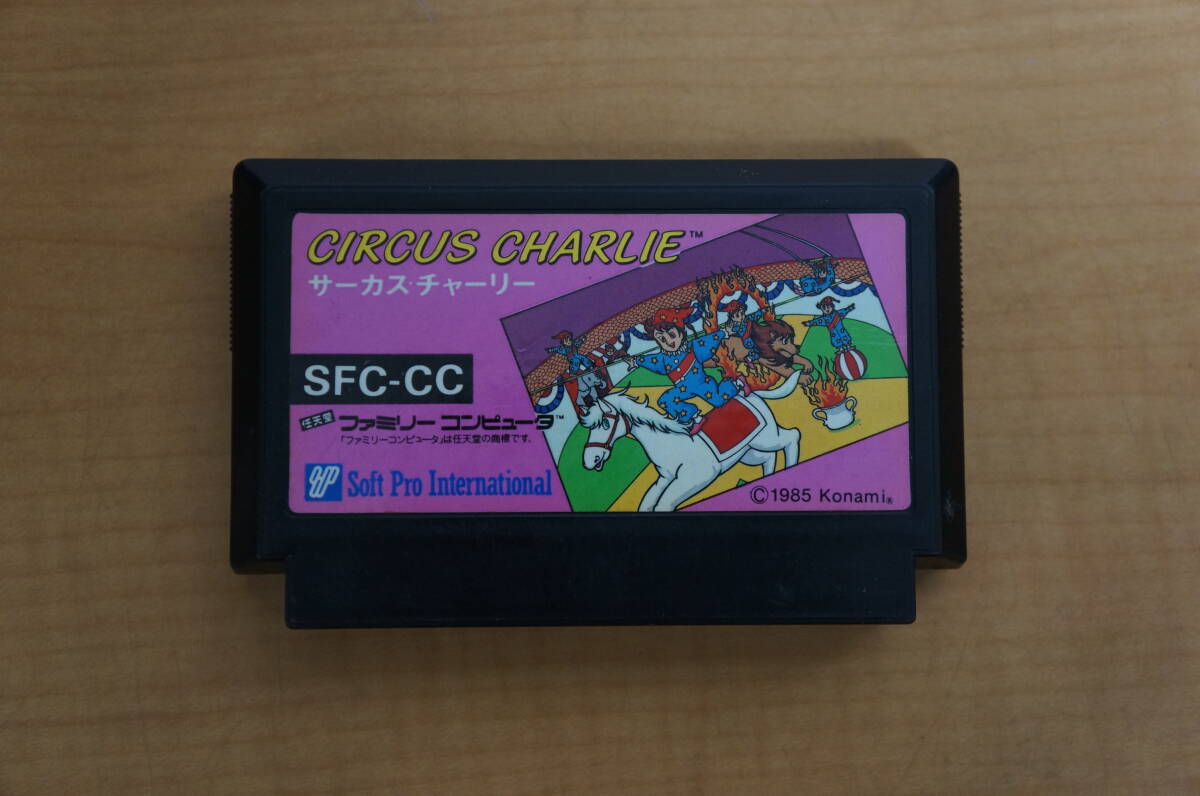 CIRCUS CHARLIE™
サーカス・チャーリー
SFC-CC
任天堂 ファミリー コンピュータ™
「ファミリーコンピュータ」は任天堂の商標です。
SPI Soft Pro International
©1985 Konami®